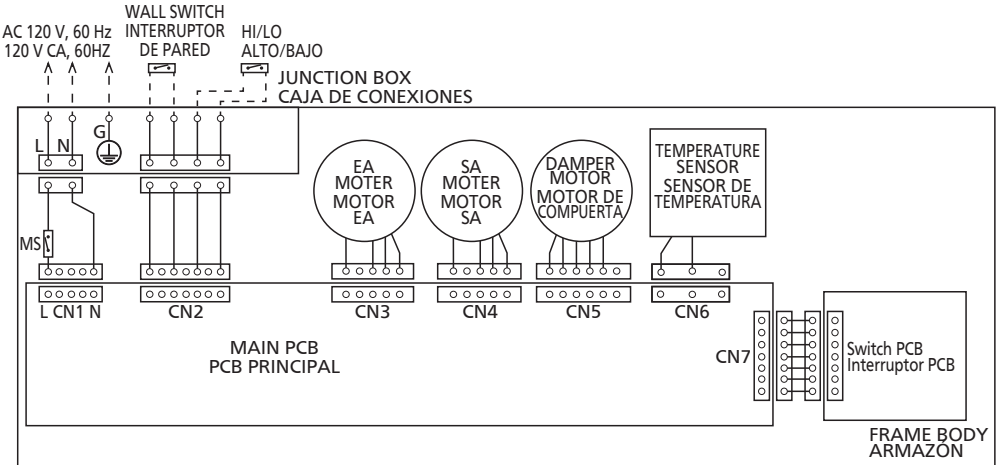 AC 120 V, 60 Hz
120 V CA, 60HZ
WALL SWITCH
INTERRUPTOR
DE PARED
HI/LO
ALTO/BAJO
JUNCTION BOX
CAJA DE CONEXIONES
L N G
EA
MOTER
MOTOR
EA
SA
MOTER
MOTOR
SA
DAMPER
MOTOR
MOTOR DE
COMPUERTA
TEMPERATURE
SENSOR
SENSOR DE
TEMPERATURA
MS
L CN1 N
CN2
CN3
CN4
CN5
CN6
MAIN PCB
PCB PRINCIPAL
CN7
Switch PCB
Interruptor PCB
FRAME BODY
ARMAZÓN